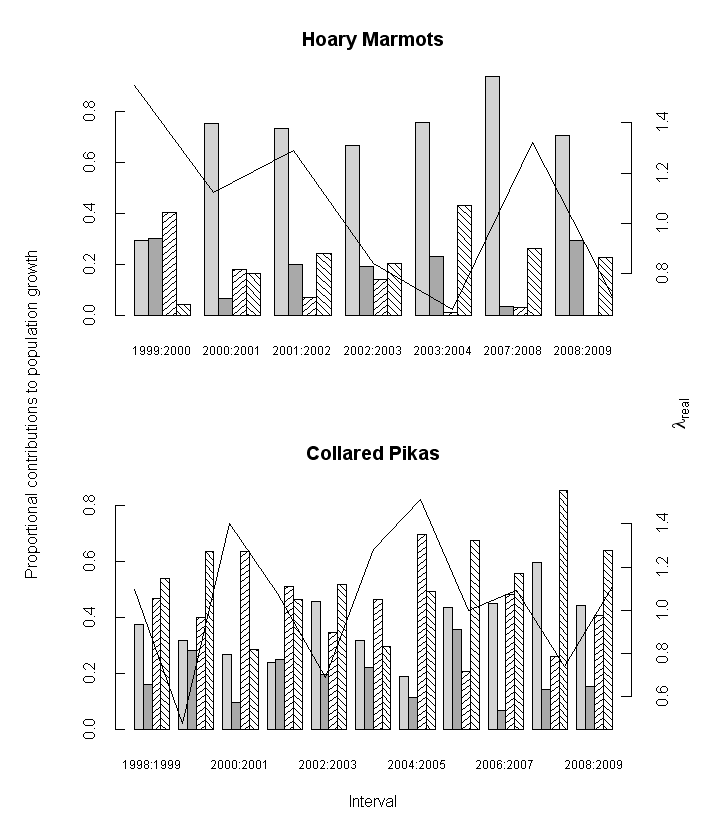 Hoary Marmots
0.8
0.6
0.4
0.2
0.0
1.4
1.2
1.0
0.8
1999:2000 2000:2001 2001:2002 2002:2003 2003:2004 2007:2008 2008:2009
Proportional contributions to population growth
λreal
Collared Pikas
0.8
0.6
0.4
0.2
0.0
1.4
1.2
1.0
0.8
0.6
1998:1999 2000:2001 2002:2003 2004:2005 2006:2007 2008:2009
Interval